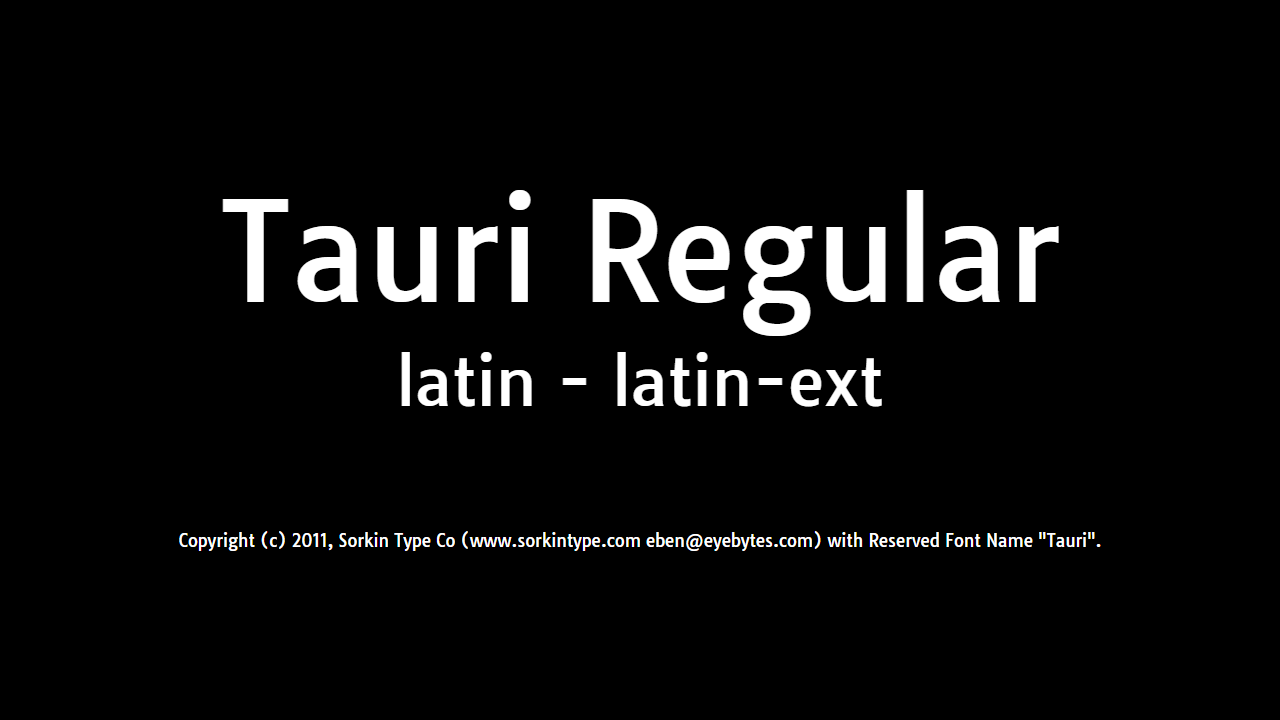 Tauri Regular
latin - latin-ext
Copyright (c) 2011, Sorkin Type Co (www.sorkintype.com eben@eyebytes.com) with Reserved Font Name "Tauri".